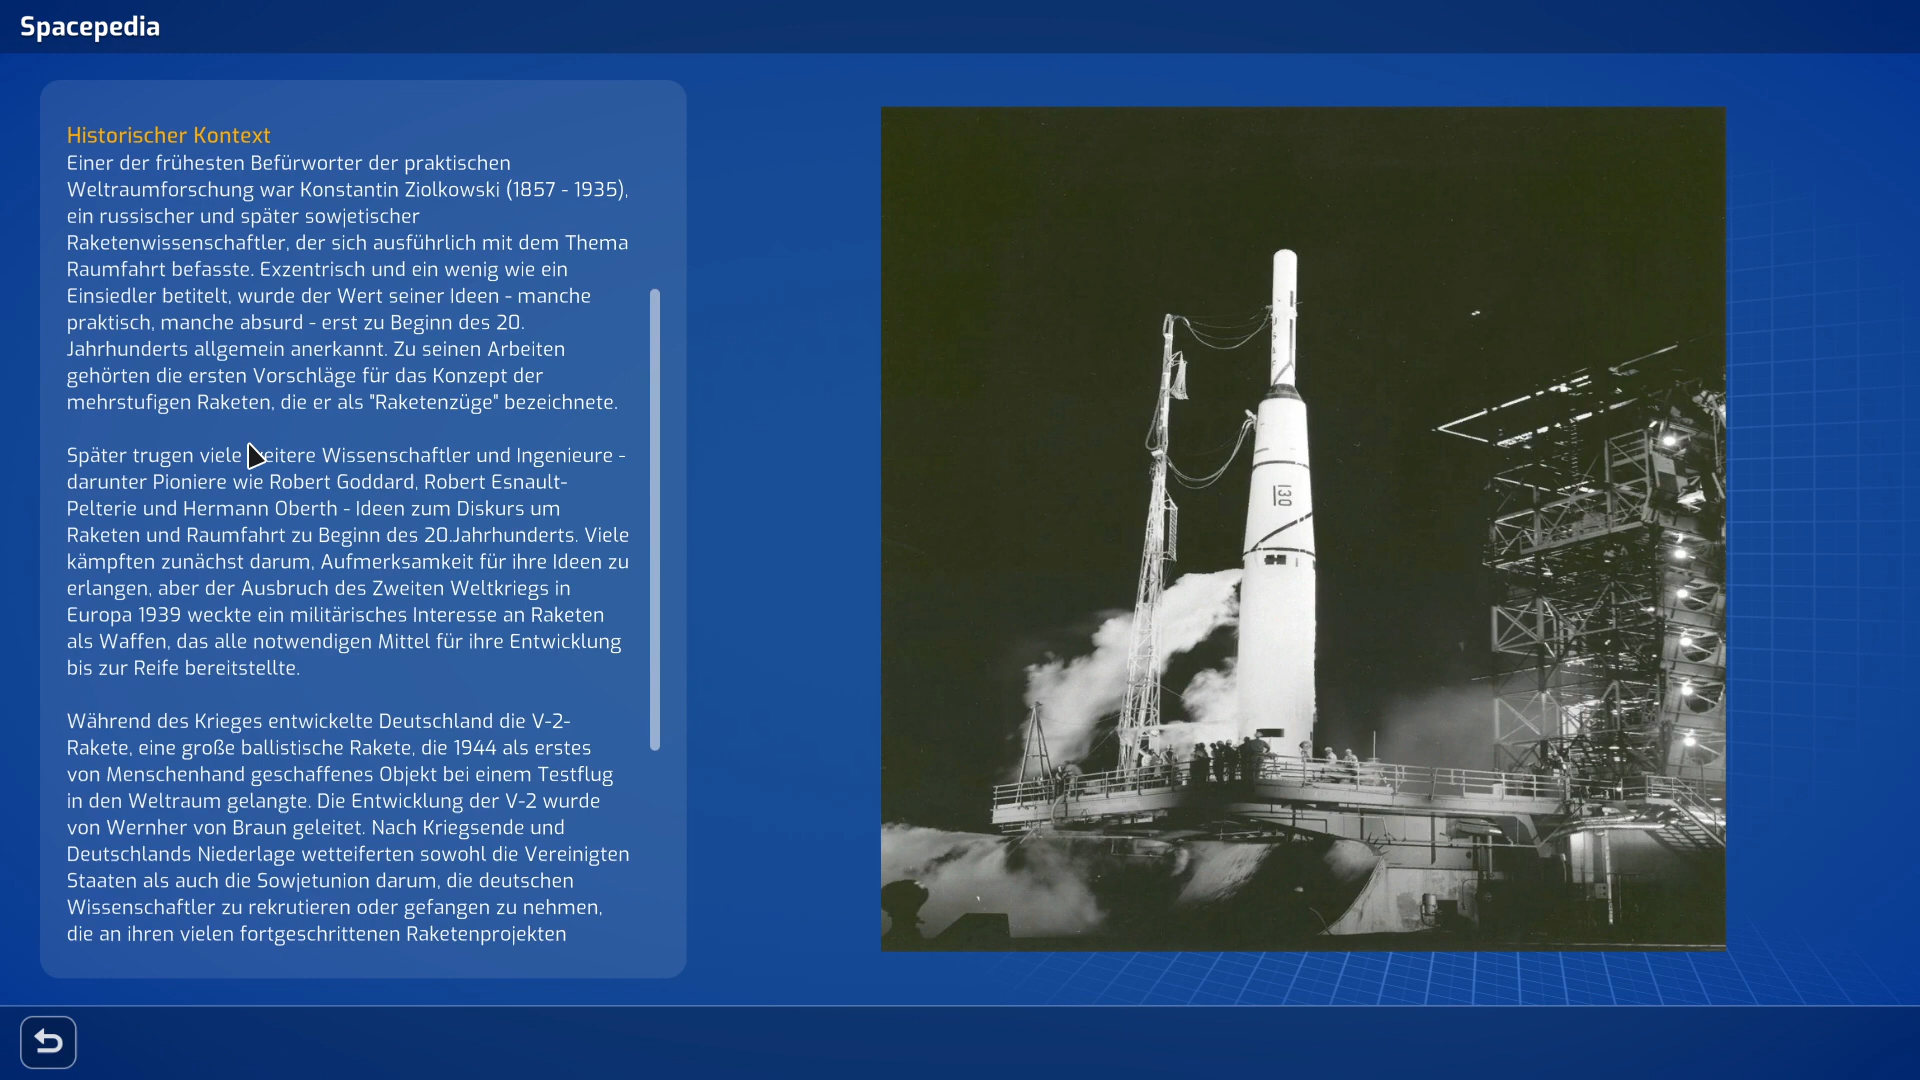 Spacepedia
Historischer Kontext
Einer der frühesten Befürworter der praktischen
Weltraumforschung war Konstantin Ziolkowski (1857 - 1935),
ein russischer und später sowjetischer
Raketenwissenschaftler, der sich ausführlich mit dem Thema
Raumfahrt befasste. Exzentrisch und ein wenig wie ein
Einsiedler betitelt, wurde der Wert seiner Ideen - manche
praktisch, manche absurd - erst zu Beginn des 20.
Jahrhunderts allgemein anerkannt. Zu seinen Arbeiten
gehörten die ersten Vorschläge für das Konzept der
mehrstufigen Raketen, die er als "Raketenzüge" bezeichnete.
Später trugen viele weitere Wissenschaftler und Ingenieure -
darunter Pioniere wie Robert Goddard, Robert Esnault-
Pelterie und Hermann Oberth - Ideen zum Diskurs um
Raketen und Raumfahrt zu Beginn des 20.Jahrhunderts. Viele
kämpften zunächst darum, Aufmerksamkeit für ihre Ideen zu
erlangen, aber der Ausbruch des Zweiten Weltkriegs in
Europa 1939 weckte ein militärisches Interesse an Raketen
als Waffen, das alle notwendigen Mittel für ihre Entwicklung
bis zur Reife bereitstellte.
Während des Krieges entwickelte Deutschland die V-2-
Rakete, eine große ballistische Rakete, die 1944 als erstes
von Menschenhand geschaffenes Objekt bei einem Testflug
in den Weltraum gelangte. Die Entwicklung der V-2 wurde
von Wernher von Braun geleitet. Nach Kriegsende und
Deutschlands Niederlage wetteiferten sowohl die Vereinigten
Staaten als auch die Sowjetunion darum, die deutschen
Wissenschaftler zu rekrutieren oder gefangen zu nehmen,
die an ihren vielen fortgeschrittenen Raketenprojekten
130